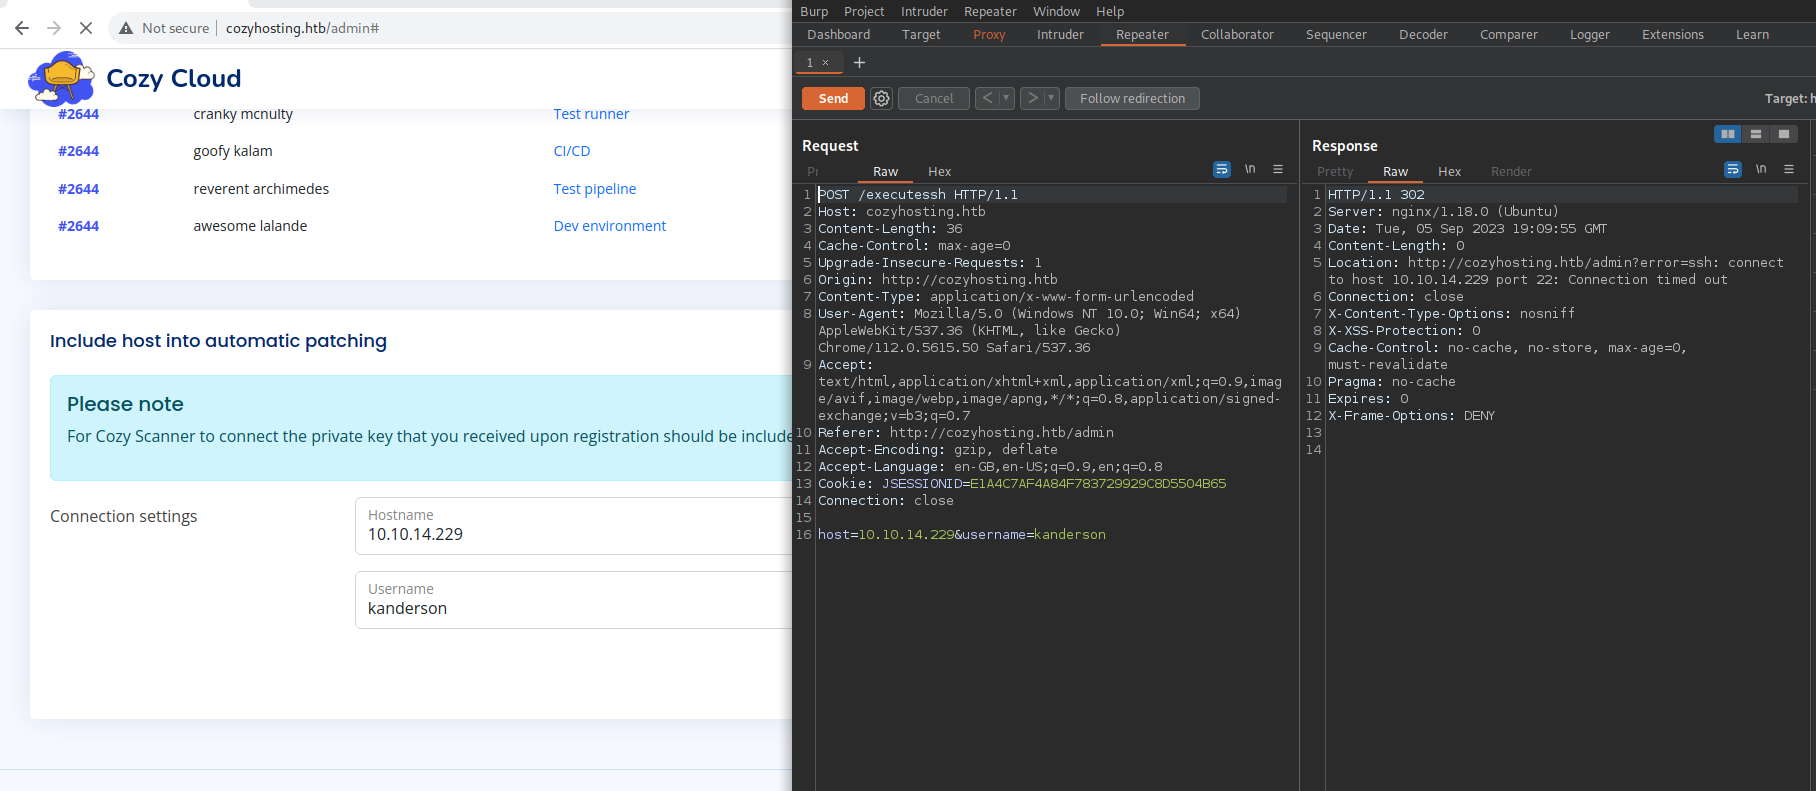 Not secure cozyhosting.htb/admin#
Cozy Cloud
#2644 cranky mcnulty Test runner
#2644 goofy kalam CI/CD
#2644 reverent archimedes Test pipeline
#2644 awesome lalande Dev environment
Include host into automatic patching
Please note
For Cozy Scanner to connect the private key that you received upon registration should be include
Connection settings
Hostname
10.10.14.229
Username
kanderson
Burp Project Intruder Repeater Window Help
Dashboard Target Proxy Intruder Repeater Collaborator Sequencer Decoder Comparer Logger Extensions Learn
1 × +
Send Cancel < > Follow redirection Target: h
Request
Pr Raw Hex \n
1 POST /executessh HTTP/1.1
2 Host: cozyhosting.htb
3 Content-Length: 36
4 Cache-Control: max-age=0
5 Upgrade-Insecure-Requests: 1
6 Origin: http://cozyhosting.htb
7 Content-Type: application/x-www-form-urlencoded
8 User-Agent: Mozilla/5.0 (Windows NT 10.0; Win64; x64)
AppleWebKit/537.36 (KHTML, like Gecko)
Chrome/112.0.5615.50 Safari/537.36
9 Accept:
text/html,application/xhtml+xml,application/xml;q=0.9,imag
e/avif,image/webp,image/apng,*/*;q=0.8,application/signed-
exchange;v=b3;q=0.7
10 Referer: http://cozyhosting.htb/admin
11 Accept-Encoding: gzip, deflate
12 Accept-Language: en-GB,en-US;q=0.9,en;q=0.8
13 Cookie: JSESSIONID=E1A4C7AF4A84F783729929C8D5504B65
14 Connection: close
15
16 host=10.10.14.229&username=kanderson
Response
Pretty Raw Hex Render \n
1 HTTP/1.1 302
2 Server: nginx/1.18.0 (Ubuntu)
3 Date: Tue, 05 Sep 2023 19:09:55 GMT
4 Content-Length: 0
5 Location: http://cozyhosting.htb/admin?error=ssh: connect
to host 10.10.14.229 port 22: Connection timed out
6 Connection: close
7 X-Content-Type-Options: nosniff
8 X-XSS-Protection: 0
9 Cache-Control: no-cache, no-store, max-age=0,
must-revalidate
10 Pragma: no-cache
11 Expires: 0
12 X-Frame-Options: DENY
13
14